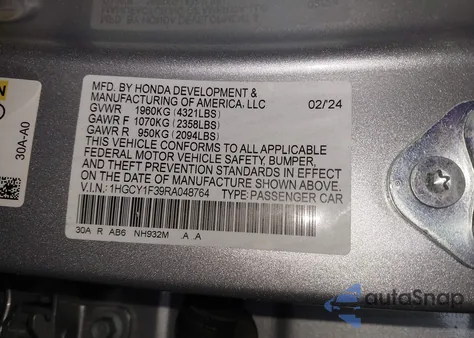 MFD. BY HONDA DEVELOPMENT &
MANUFACTURING OF AMERICA, LLC 02/'24
GVWR 1960KG (4321LBS)
GAWR F 1070KG (2358LBS)
GAWR R 950KG (2094LBS)
THIS VEHICLE CONFORMS TO ALL APPLICABLE
FEDERAL MOTOR VEHICLE SAFETY, BUMPER,
AND THEFT PREVENTION STANDARDS IN EFFECT
ON THE DATE OF MANUFACTURE SHOWN ABOVE.
V.I.N.: 1HGCY1F39RA048764 TYPE: PASSENGER CAR
30A R AB6 NH932M A A
30A-A0
autoSnap